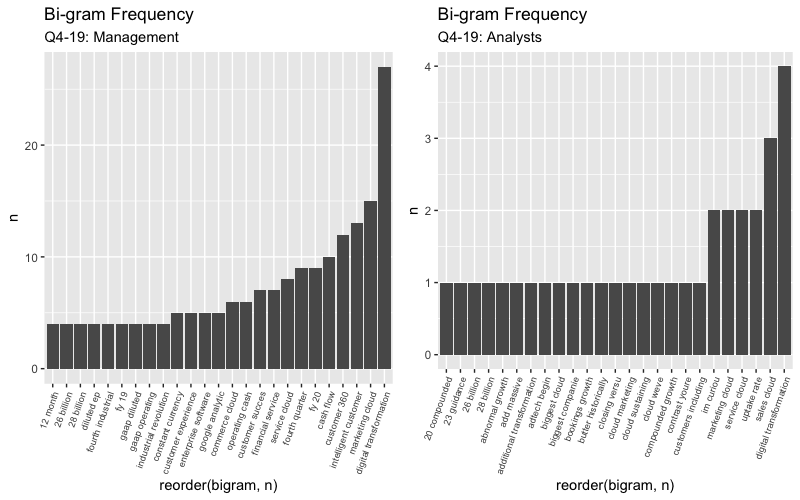 Bi-gram Frequency
Q4-19: Management
n
20
10
0
12 month
26 billion
28 billion
diluted ep
fourth industrial
fy 19
gaap diluted
gaap operating
industrial revolution
constant currency
customer experience
enterprise software
google analytic
commerce cloud
operating cash
customer succes
financial service
service cloud
fourth quarter
fy 20
cash flow
customer 360
intelligent customer
marketing cloud
digital transformation
reorder(bigram, n)
Bi-gram Frequency
Q4-19: Analysts
n
4
3
2
1
0
20 compounded
23 guidance
26 billion
28 billion
abnormal growth
add massive
additional transformation
adtech begin
biggest cloud
biggest companie
bookings growth
butter historically
closing versu
cloud marketing
cloud sustaining
cloud weve
compounded growth
contrast youre
customers including
im curiou
marketing cloud
service cloud
uptake rate
sales cloud
digital transformation
reorder(bigram, n)